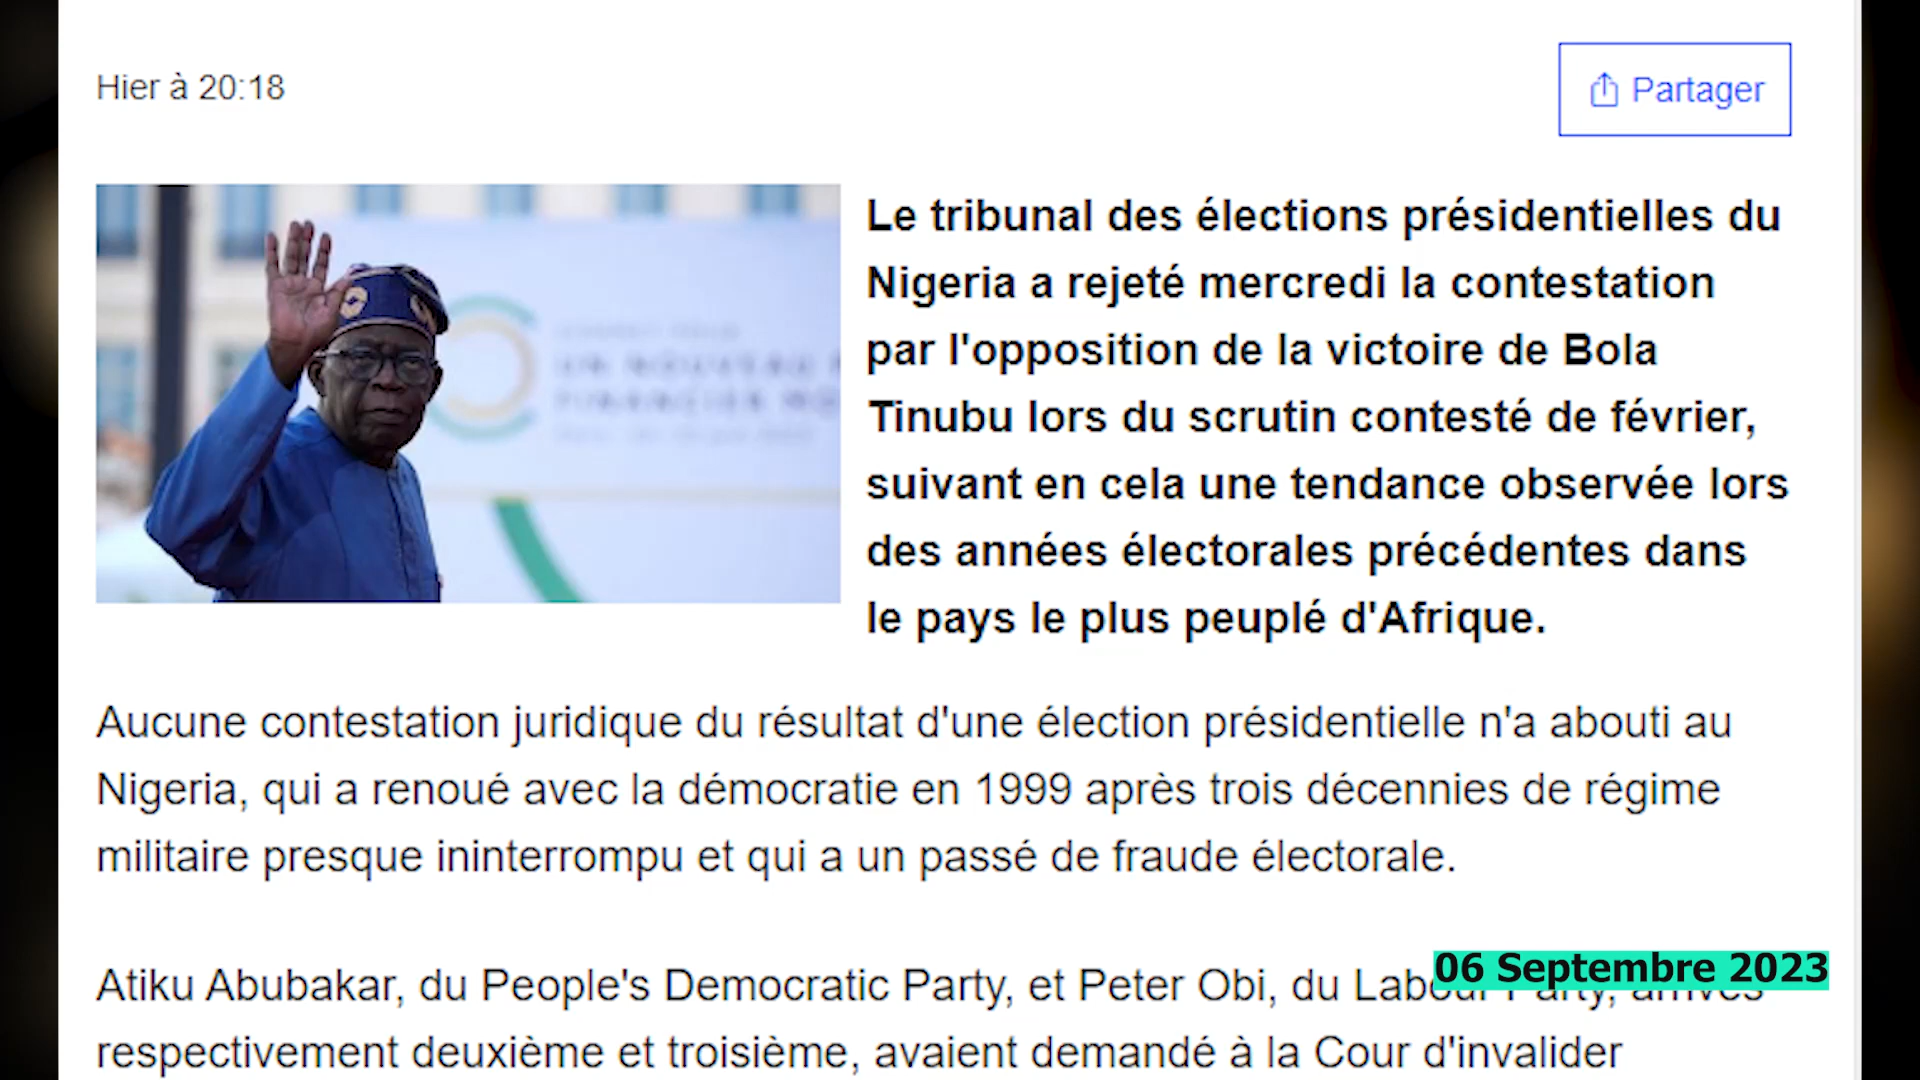 Hier à 20:18
Partager
UN NOUVEAU
FINANCIER
Le tribunal des élections présidentielles du
Nigeria a rejeté mercredi la contestation
par l'opposition de la victoire de Bola
Tinubu lors du scrutin contesté de février,
suivant en cela une tendance observée lors
des années électorales précédentes dans
le pays le plus peuplé d'Afrique.
Aucune contestation juridique du résultat d'une élection présidentielle n'a abouti au
Nigeria, qui a renoué avec la démocratie en 1999 après trois décennies de régime
militaire presque ininterrompu et qui a un passé de fraude électorale.
06 Septembre 2023
Atiku Abubakar, du People's Democratic Party, et Peter Obi, du Labour Party, arrivés
respectivement deuxième et troisième, avaient demandé à la Cour d'invalider